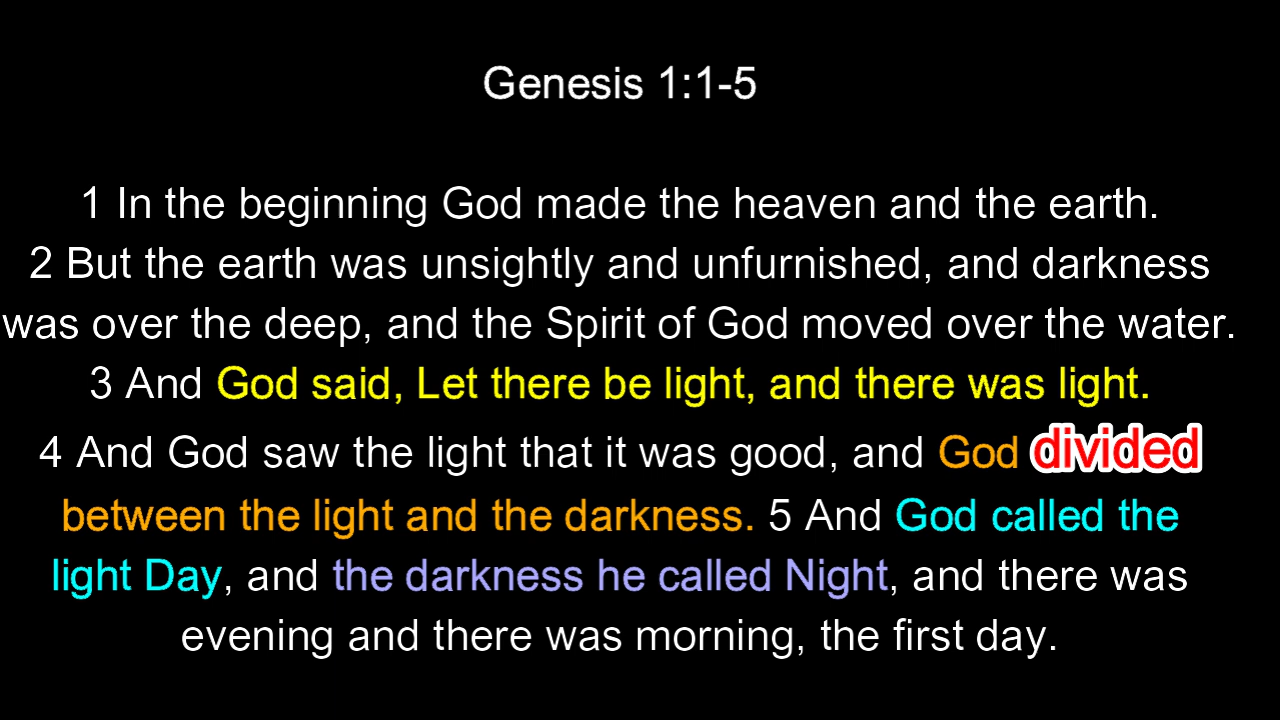 Genesis 1:1-5
1 In the beginning God made the heaven and the earth.
2 But the earth was unsightly and unfurnished, and darkness
was over the deep, and the Spirit of God moved over the water.
3 And God said, Let there be light, and there was light.
4 And God saw the light that it was good, and God divided
between the light and the darkness. 5 And God called the
light Day, and the darkness he called Night, and there was
evening and there was morning, the first day.